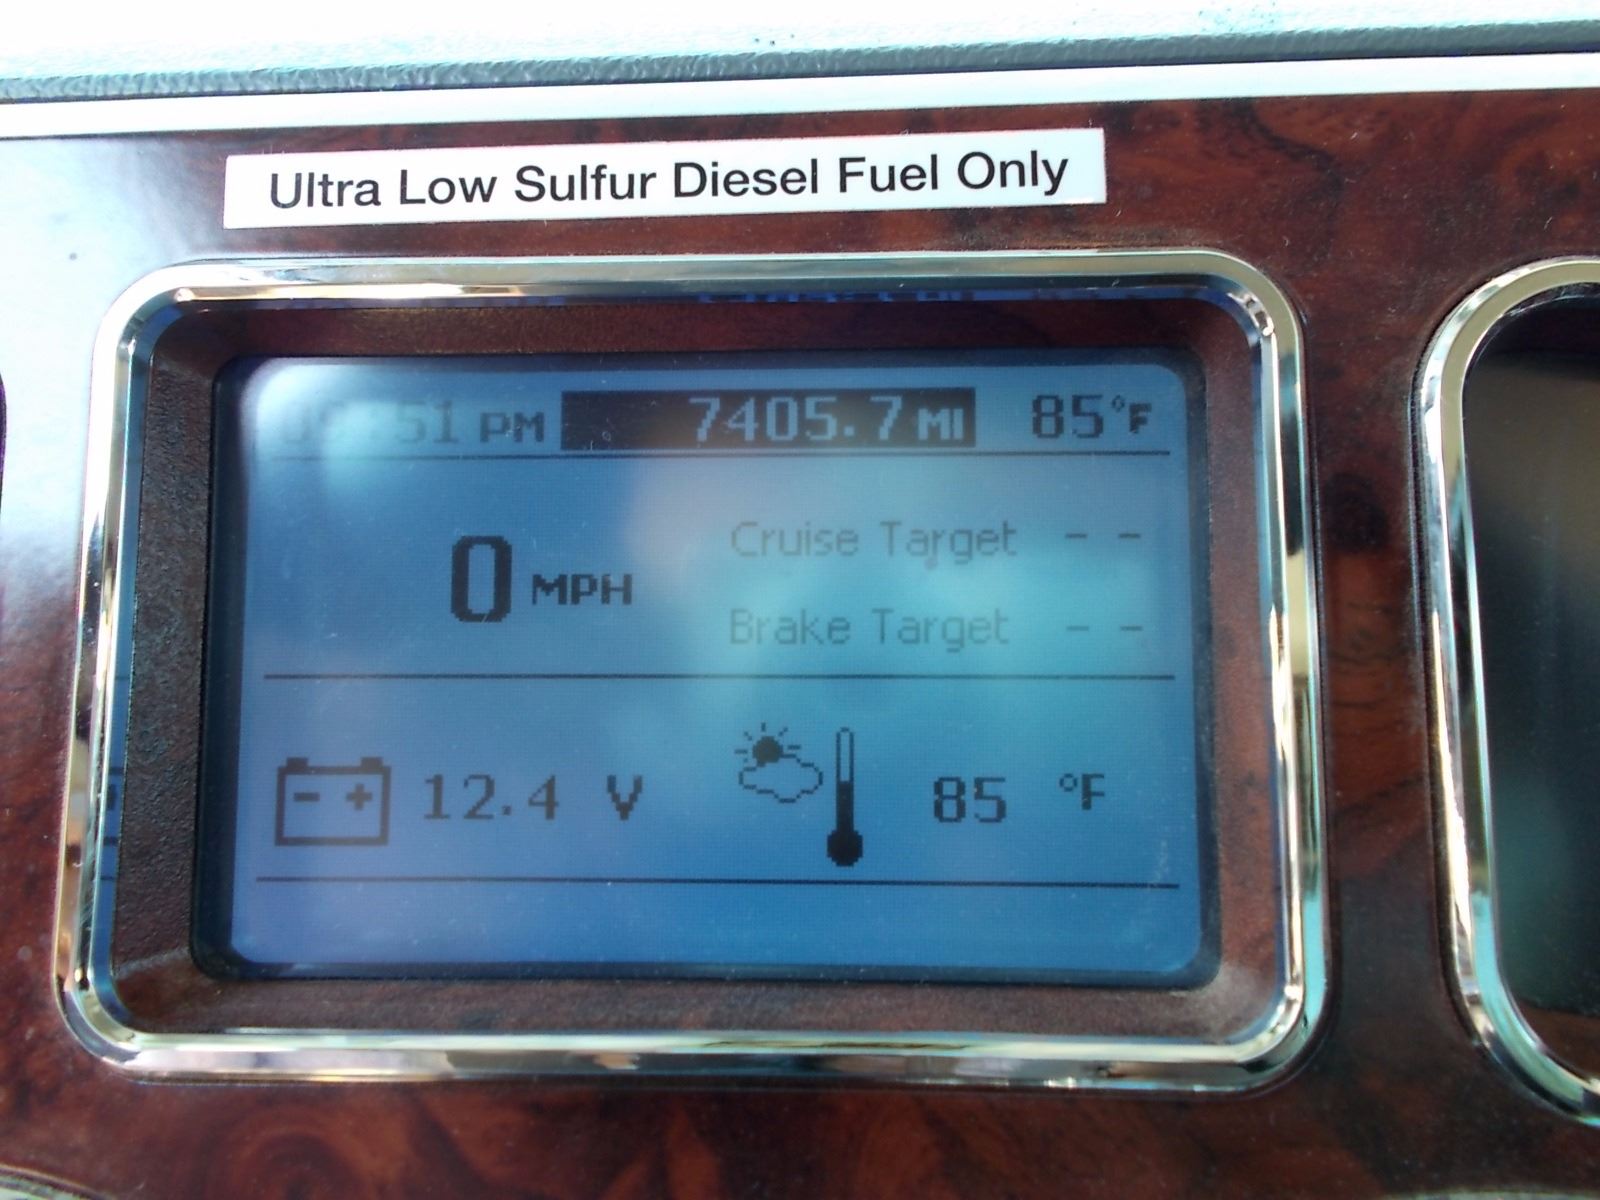 Ultra Low Sulfur Diesel Fuel Only
PM 7405.7 MI 85°F
0 MPH
Cruise Target - -
Brake Target - -
- + 12.4 V 85 °F